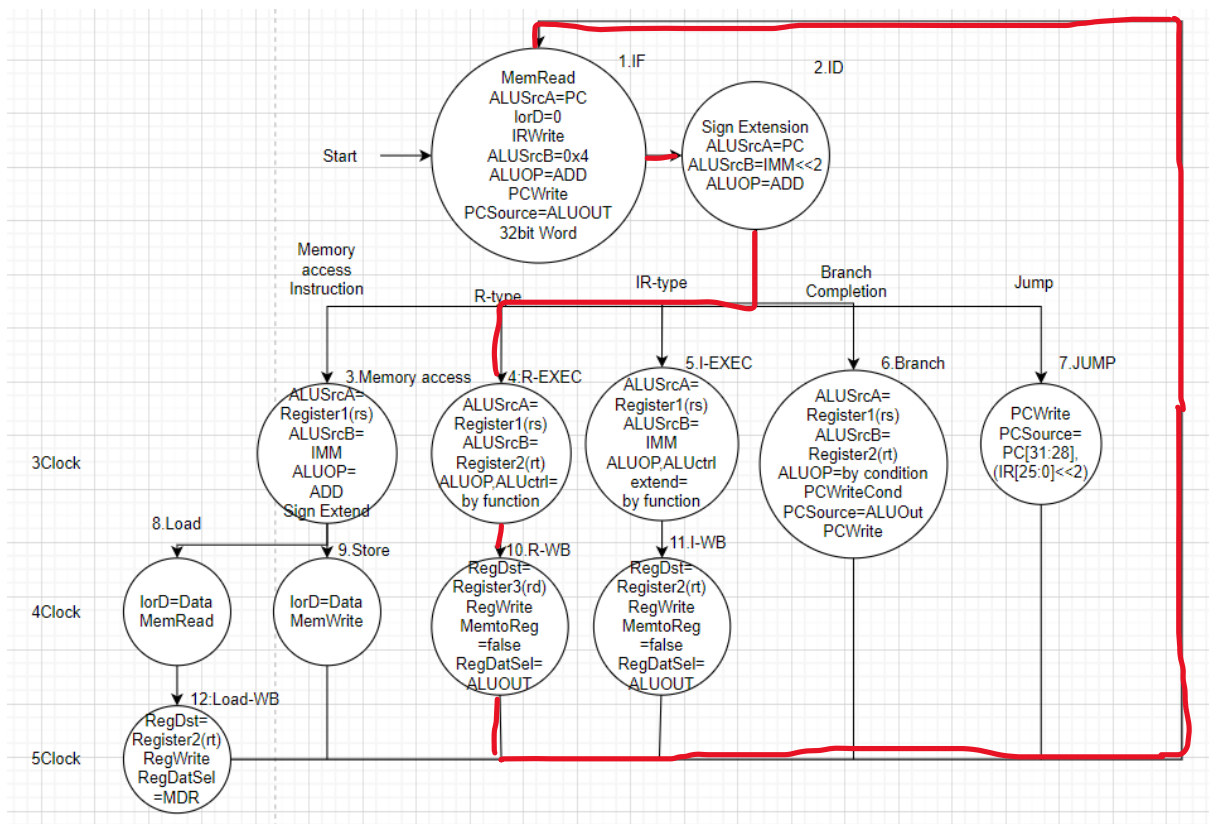 1.IF
2.ID
MemRead
ALUSrcA=PC
IorD=0
IRWrite
ALUSrcB=0x4
ALUOP=ADD
PCWrite
PCSource=ALUOUT
32bit Word
Start
Sign Extension
ALUSrcA=PC
ALUSrcB=IMM<<2
ALUOP=ADD
Memory
access
Instruction
R-type
IR-type
Branch
Completion
Jump
3.Memory access
4:R-EXEC
5.I-EXEC
6.Branch
7.JUMP
3Clock
ALUSrcA=
Register1(rs)
ALUSrcB=
IMM
ALUOP=
ADD
Sign Extend
ALUSrcA=
Register1(rs)
ALUSrcB=
Register2(rt)
ALUOP,ALUctrl=
by function
ALUSrcA=
Register1(rs)
ALUSrcB=
IMM
ALUOP,ALUctrl
extend=
by function
ALUSrcA=
Register1(rs)
ALUSrcB=
Register2(rt)
ALUOP=by condition
PCWriteCond
PCSource=ALUOut
PCWrite
PCWrite
PCSource=
PC[31:28],
(IR[25:0]<<2)
8.Load
9.Store
10.R-WB
11.I-WB
4Clock
IorD=Data
MemRead
IorD=Data
MemWrite
RegDst=
Register3(rd)
RegWrite
MemtoReg
=false
RegDatSel=
ALUOUT
RegDst=
Register2(rt)
RegWrite
MemtoReg
=false
RegDatSel=
ALUOUT
12:Load-WB
5Clock
RegDst=
Register2(rt)
RegWrite
RegDatSel
=MDR